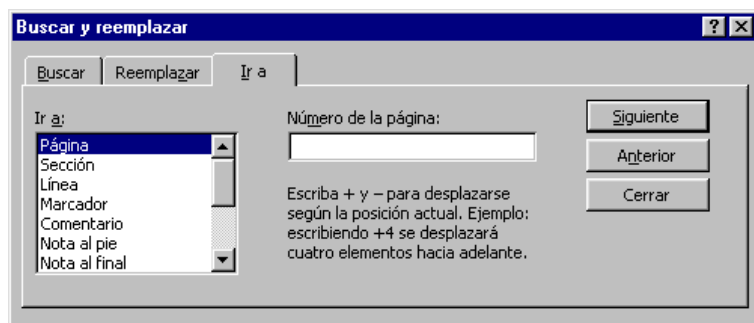 Buscar y reemplazar
Buscar
Reemplazar
Ir a
Ir a:
Página
Sección
Línea
Marcador
Comentario
Nota al pie
Nota al final
Número de la página:
Escriba + y – para desplazarse
según la posición actual. Ejemplo:
escribiendo +4 se desplazará
cuatro elementos hacia adelante.
Siguiente
Anterior
Cerrar